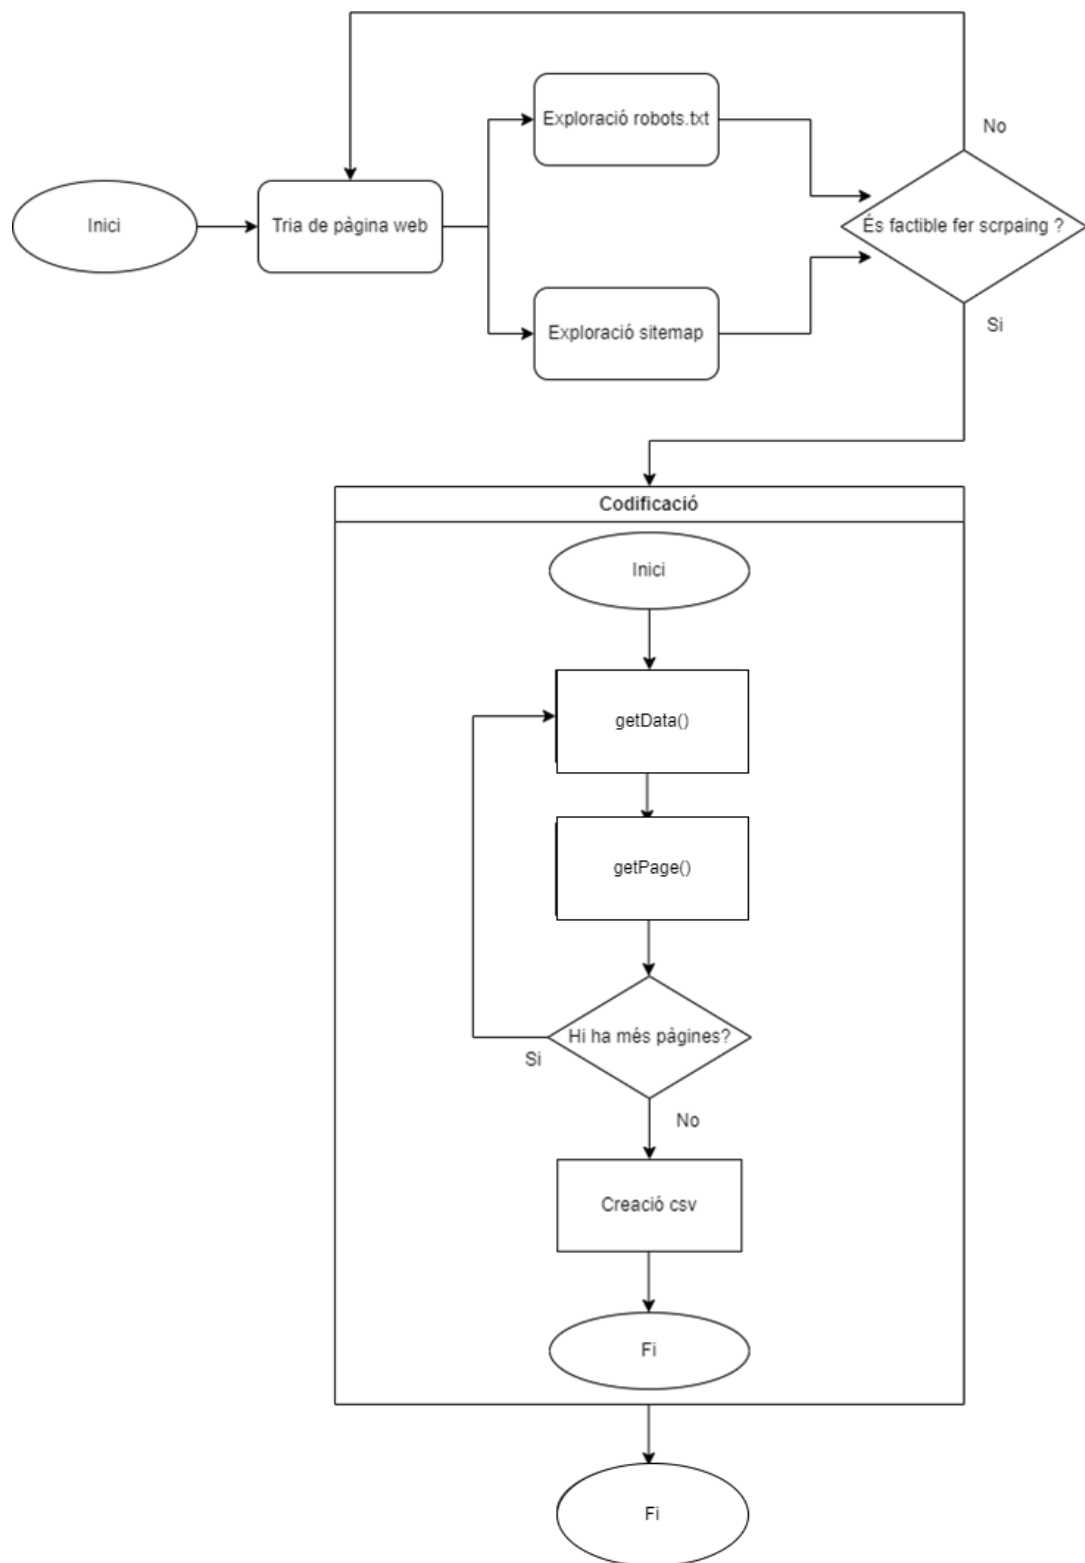 Inici
Tria de pàgina web
Exploració robots.txt
Exploració sitemap
És factible fer scrpaing ?
No
Si
Codificació
Inici
getData()
getPage()
Hi ha més pàgines?
Si
No
Creació csv
Fi
Fi